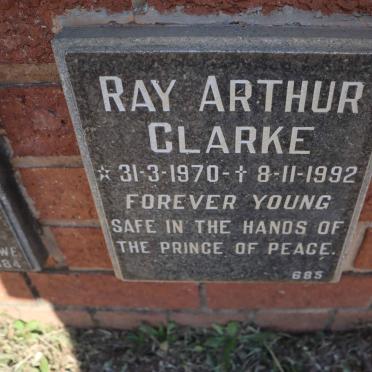 RAY ARTHUR
CLARKE
☆ 31-3-1970-✝ 8-11-1992
FOREVER YOUNG
SAFE IN THE HANDS OF
THE PRINCE OF PEACE.
685